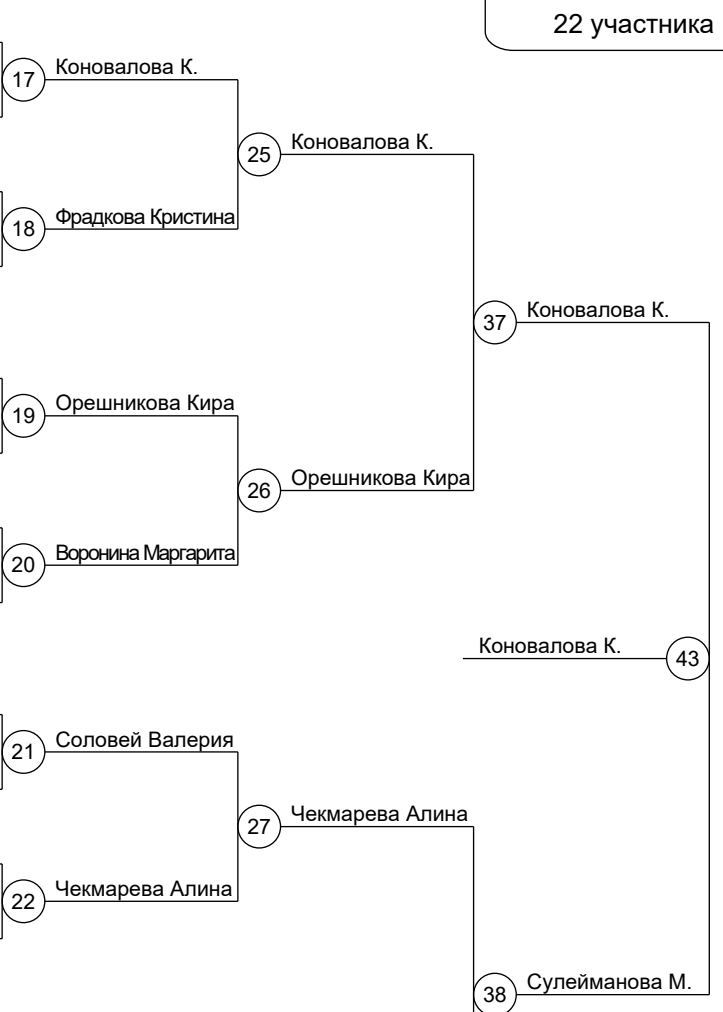 22 участника
17 Коновалова К.
25 Коновалова К.
18 Фрадкова Кристина
37 Коновалова К.
19 Орешникова Кира
26 Орешникова Кира
20 Воронина Маргарита
Коновалова К. 43
21 Соловей Валерия
27 Чекмарева Алина
22 Чекмарева Алина
38 Сулейманова М.